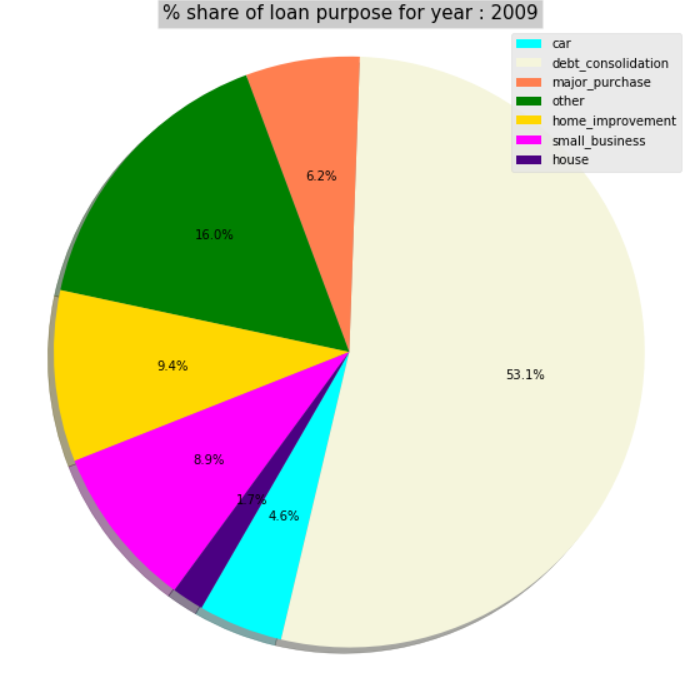 % share of loan purpose for year : 2009
car
debt_consolidation
major_purchase
other
home_improvement
small_business
house
6.2%
16.0%
53.1%
9.4%
8.9%
1.7%
4.6%